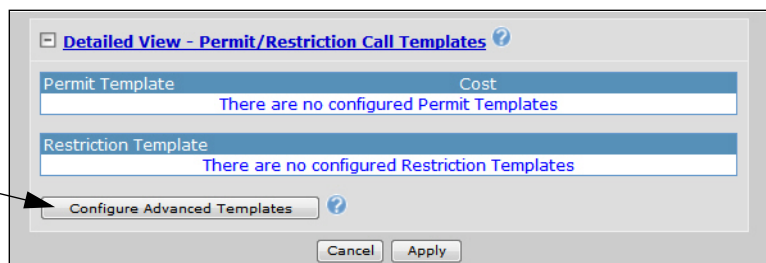 Detailed View - Permit/Restriction Call Templates
Permit Template Cost
There are no configured Permit Templates
Restriction Template
There are no configured Restriction Templates
Configure Advanced Templates
Cancel Apply